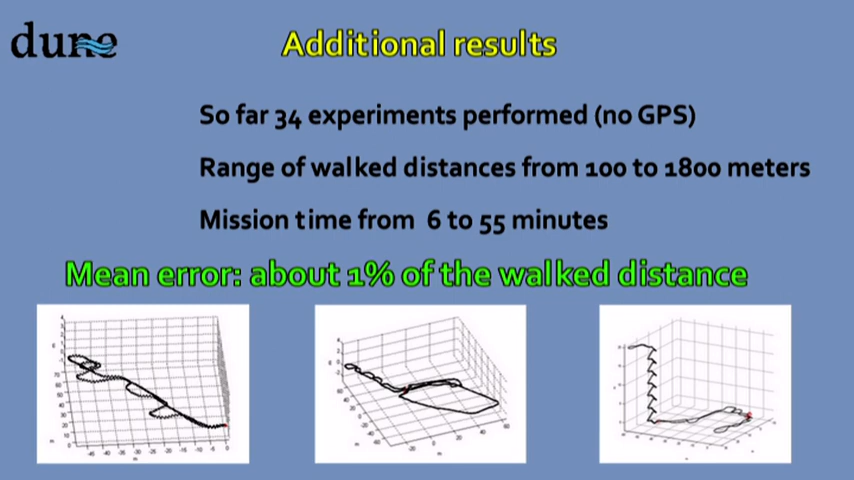 dune
Additional results
So far 34 experiments performed (no GPS)
Range of walked distances from 100 to 1800 meters
Mission time from 6 to 55 minutes
Mean error: about 1% of the walked distance